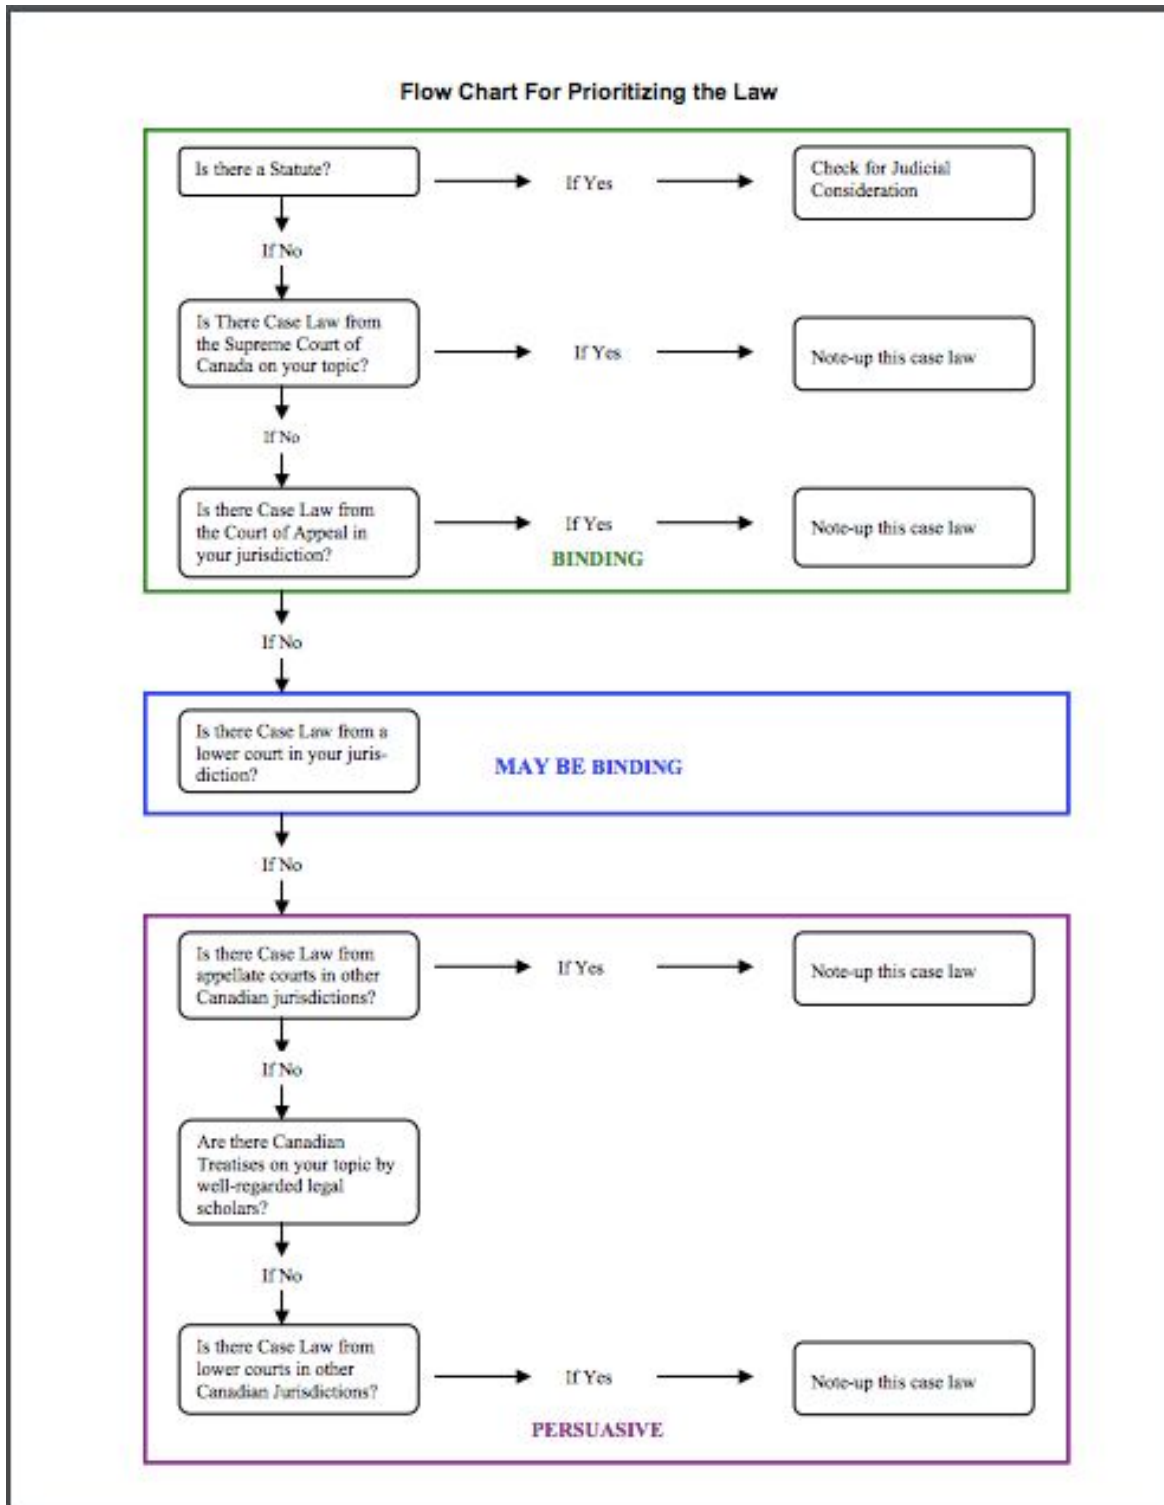 Flow Chart For Prioritizing the Law
Is there a Statute?
If Yes
Check for Judicial
Consideration
If No
Is There Case Law from
the Supreme Court of
Canada on your topic?
If Yes
Note-up this case law
If No
Is there Case Law from
the Court of Appeal in
your jurisdiction?
If Yes
Note-up this case law
BINDING
If No
Is there Case Law from a
lower court in your juris-
diction?
MAY BE BINDING
If No
Is there Case Law from
appellate courts in other
Canadian jurisdictions?
If Yes
Note-up this case law
If No
Are there Canadian
Treatises on your topic by
well-regarded legal
scholars?
If No
Is there Case Law from
lower courts in other
Canadian Jurisdictions?
If Yes
Note-up this case law
PERSUASIVE